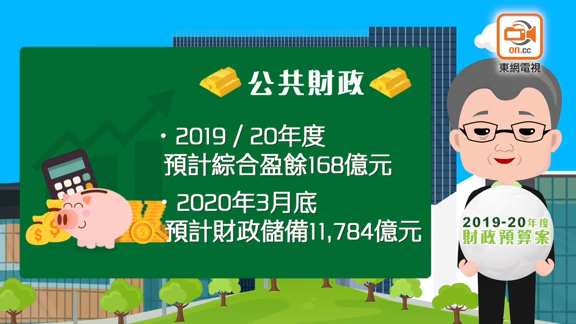 on.cc
東網電視
公共財政
・2019 / 20年度
預計綜合盈餘168億元
・2020年3月底
預計財政儲備11,784億元
2019-20年度
財政預算案